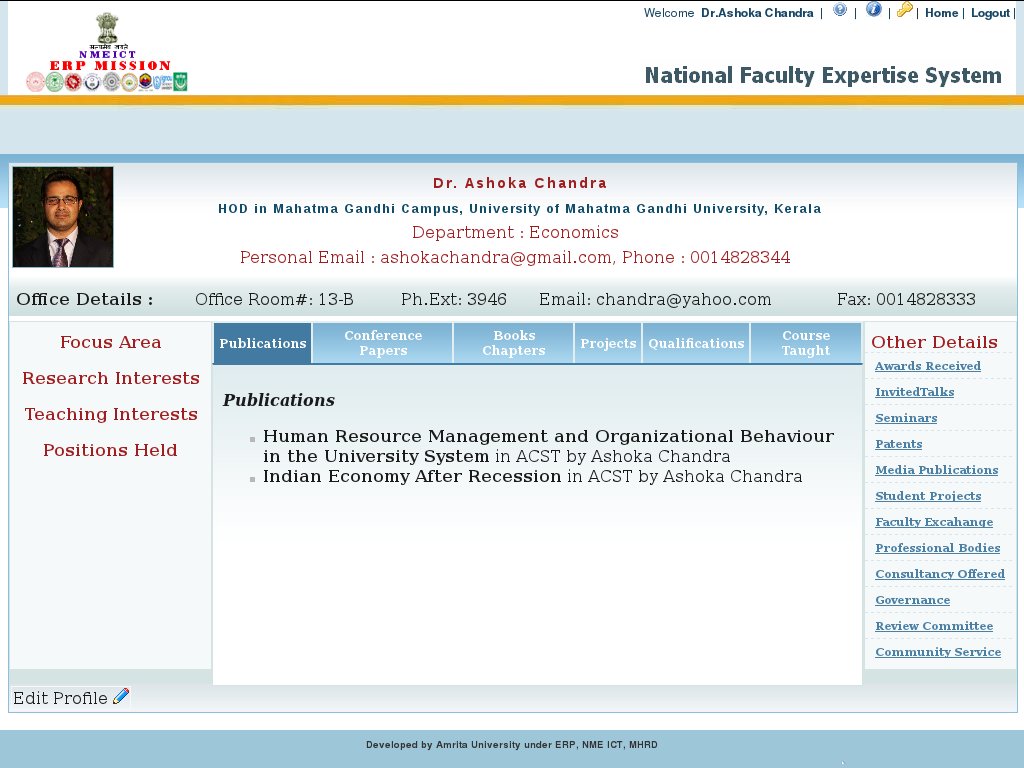 Welcome Dr.Ashoka Chandra | | | | Home | Logout |
सत्यमेव जयते
NMEICT
ERP MISSION
National Faculty Expertise System
Dr. Ashoka Chandra
HOD in Mahatma Gandhi Campus, University of Mahatma Gandhi University, Kerala
Department : Economics
Personal Email : ashokachandra@gmail.com, Phone : 0014828344
Office Details : Office Room#: 13-B Ph.Ext: 3946 Email: chandra@yahoo.com Fax: 0014828333
Focus Area
Research Interests
Teaching Interests
Positions Held
Publications
Conference Papers
Books Chapters
Projects
Qualifications
Course Taught
Publications
Human Resource Management and Organizational Behaviour
in the University System in ACST by Ashoka Chandra
Indian Economy After Recession in ACST by Ashoka Chandra
Other Details
Awards Received
InvitedTalks
Seminars
Patents
Media Publications
Student Projects
Faculty Excahange
Professional Bodies
Consultancy Offered
Governance
Review Committee
Community Service
Edit Profile
Developed by Amrita University under ERP, NME ICT, MHRD